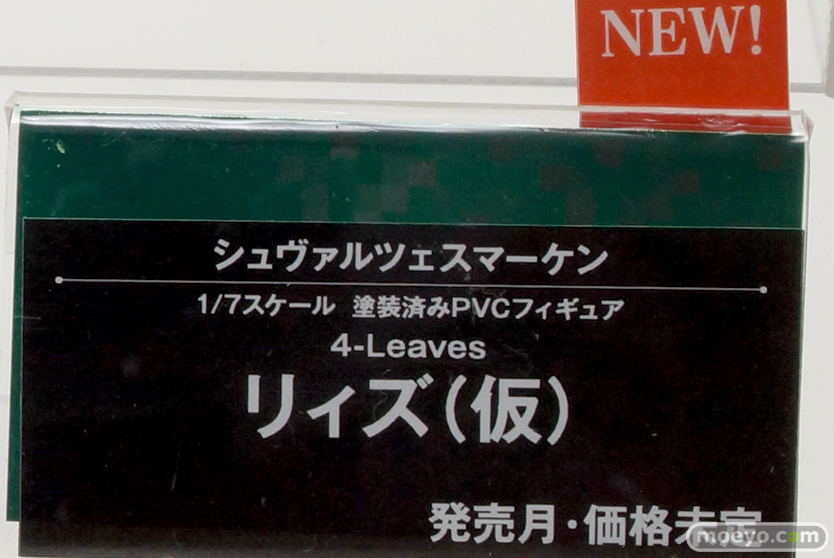 NEW!
シュヴァルツェスマーケン
1/7スケール 塗装済みPVCフィギュア
4-Leaves
リィズ(仮)
発売月・価格未定
moeyo.com